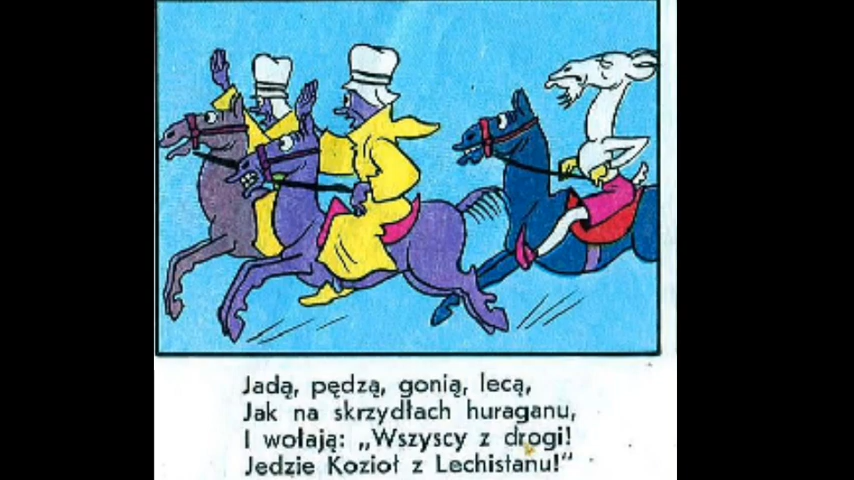 Jadą, pędzą, gonią, lecą,
Jak na skrzydłach huraganu,
I wołają: „Wszyscy z drogi!
Jedzie Kozioł z Lechistanu!"